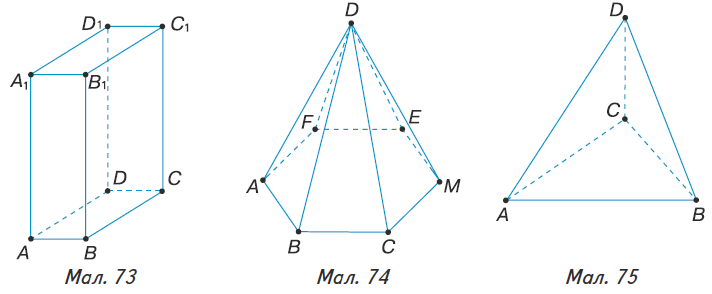 D₁ C₁
A₁ B₁
D C
A B
Мал. 73
D
F E
A M
B C
Мал. 74
D
C
A B
Мал. 75